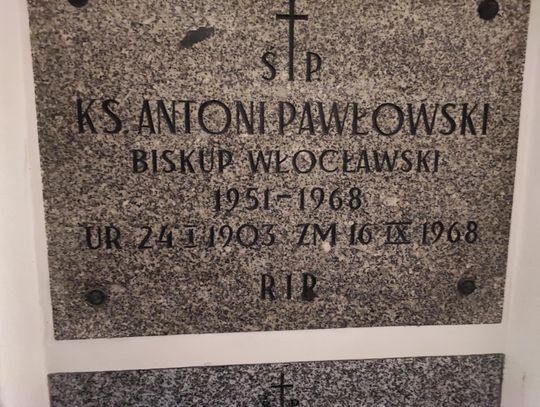 Ś P
KS. ANTONI PAWŁOWSKI
BISKUP WŁOCŁAWSKI
1951-1968
UR 24 I 1903 ZM 16 IX 1968
R I P
Ś P